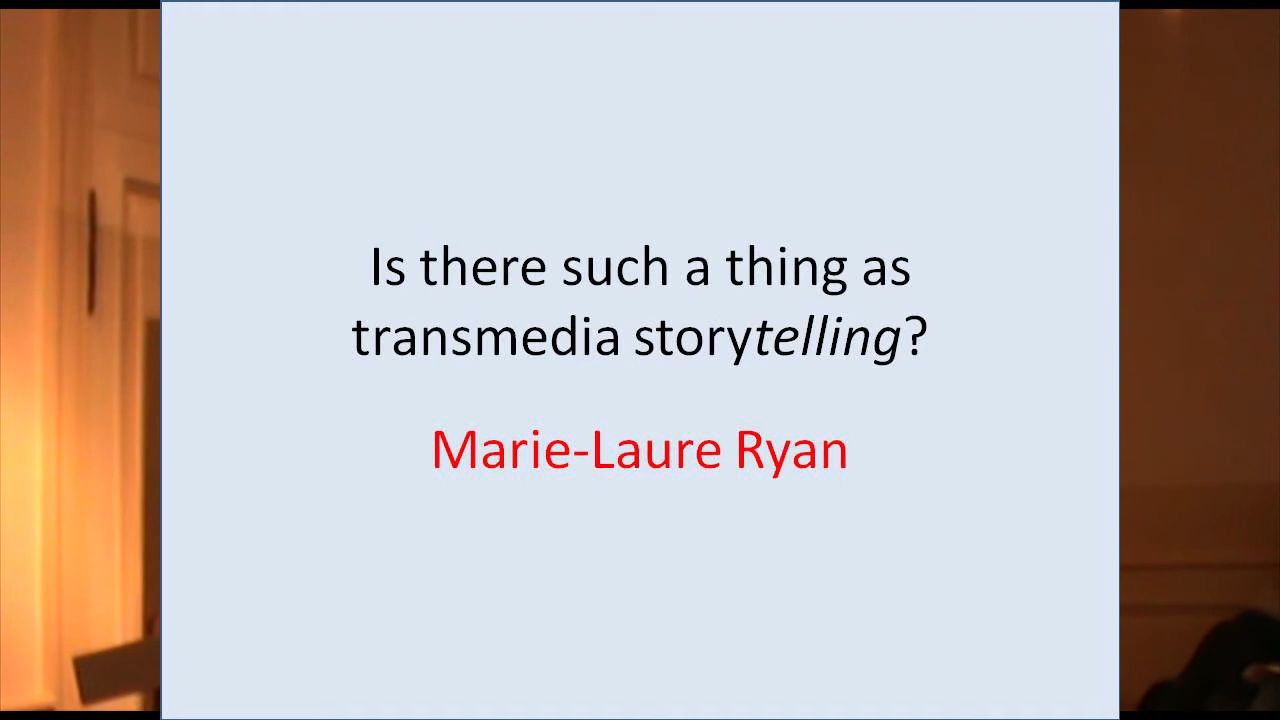 Is there such a thing as
transmedia storytelling?
Marie-Laure Ryan